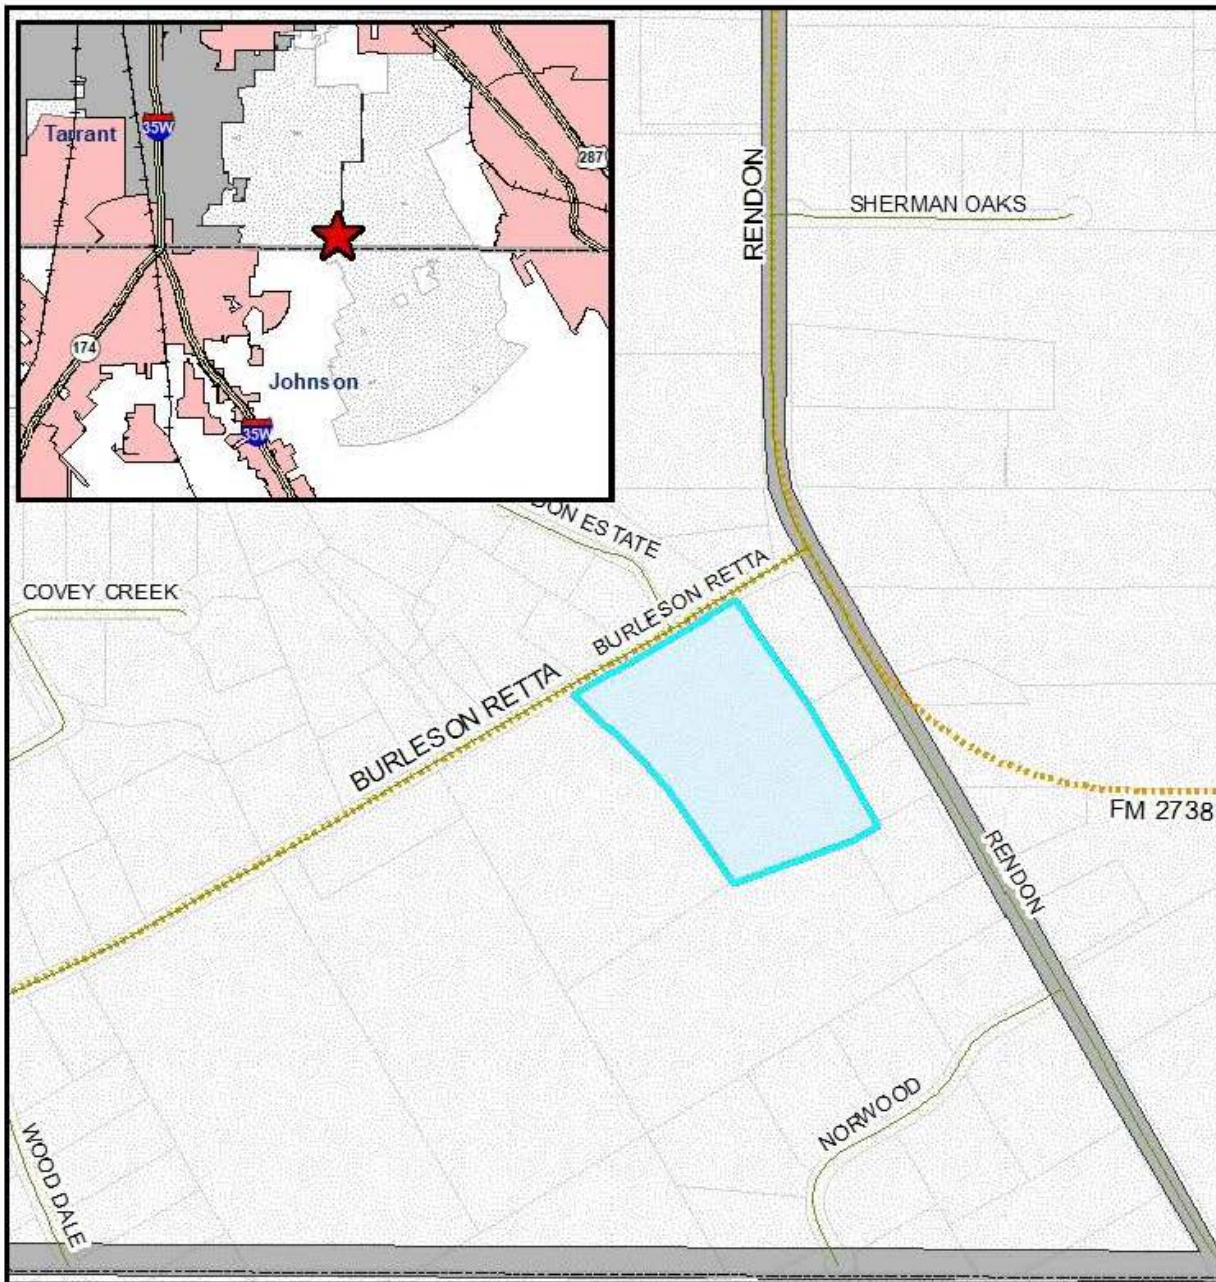 Tarrant
35W
287
174
Johnson
35W
RENDON
SHERMAN OAKS
DON ESTATE
COVEY CREEK
BURLESON RETTA
BURLESON RETTA
FM 2738
RENDON
NORWOOD
WOOD DALE